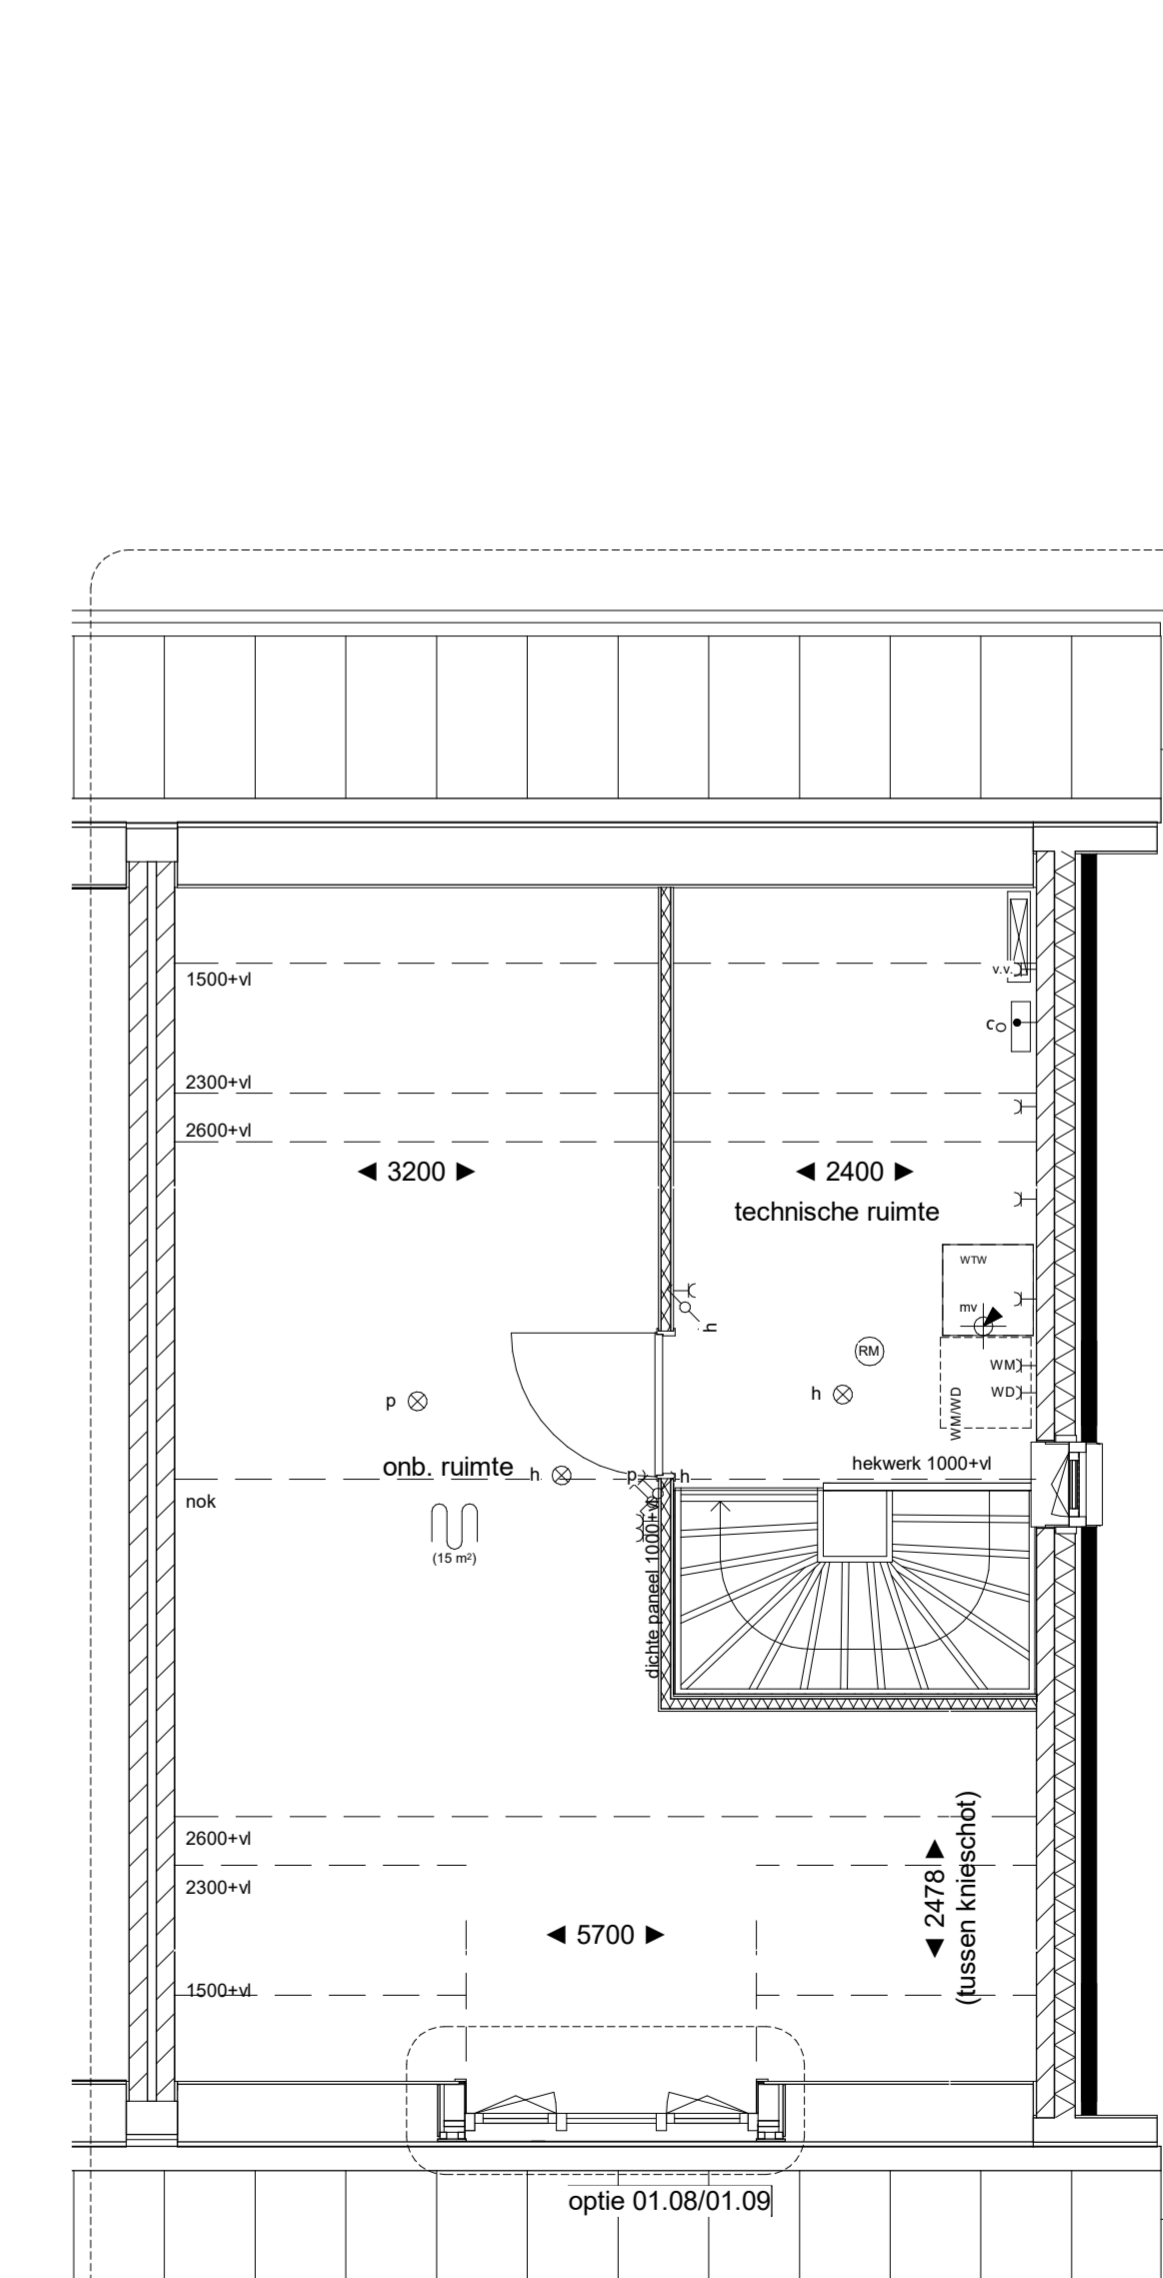 1500+vl
v.v.
co
2300+vl
2600+vl
◄ 3200 ►
◄ 2400 ►
technische ruimte
WTW
mv
h
RM
WM
WD
WM/WD
h
p
onb. ruimte
h
p
h
hekwerk 1000+vl
nok
(15 m²)
dichte paneel 1000+vl
2600+vl
2300+vl
◄ 2478 ►
(tussen knieschot)
◄ 5700 ►
1500+vl
optie 01.08/01.09